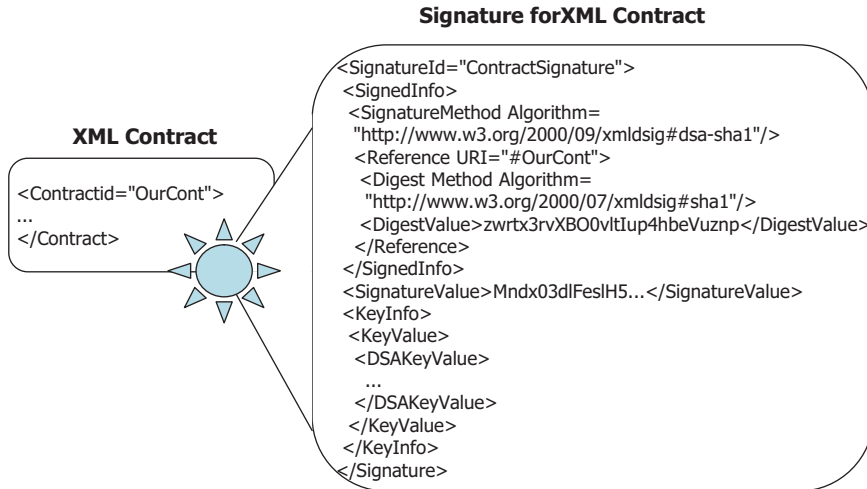 Signature forXML Contract
XML Contract
<Contractid="OurCont">
...
</Contract>
<SignatureId="ContractSignature">
<SignedInfo>
<SignatureMethod Algorithm=
"http://www.w3.org/2000/09/xmldsig#dsa-sha1"/>
<Reference URI="#OurCont">
<Digest Method Algorithm=
"http://www.w3.org/2000/07/xmldsig#sha1"/>
<DigestValue>zwrtx3rvXBO0vltIup4hbeVuznp</DigestValue>
</Reference>
</SignedInfo>
<SignatureValue>Mndx03dlFeslH5...</SignatureValue>
<KeyInfo>
<KeyValue>
<DSAKeyValue>
...
</DSAKeyValue>
</KeyValue>
</KeyInfo>
</Signature>